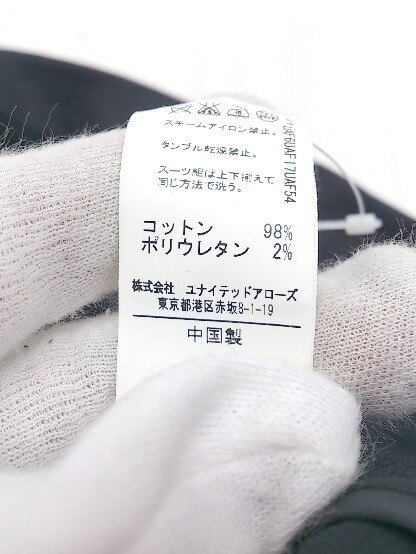 スチームアイロン禁止。
タンブル乾燥禁止。
スーツ組は上下揃えて
同じ方法で洗う。
コットン 98%
ポリウレタン 2%
株式会社 ユナイテッドアローズ
東京都港区赤坂8-1-19
中国製